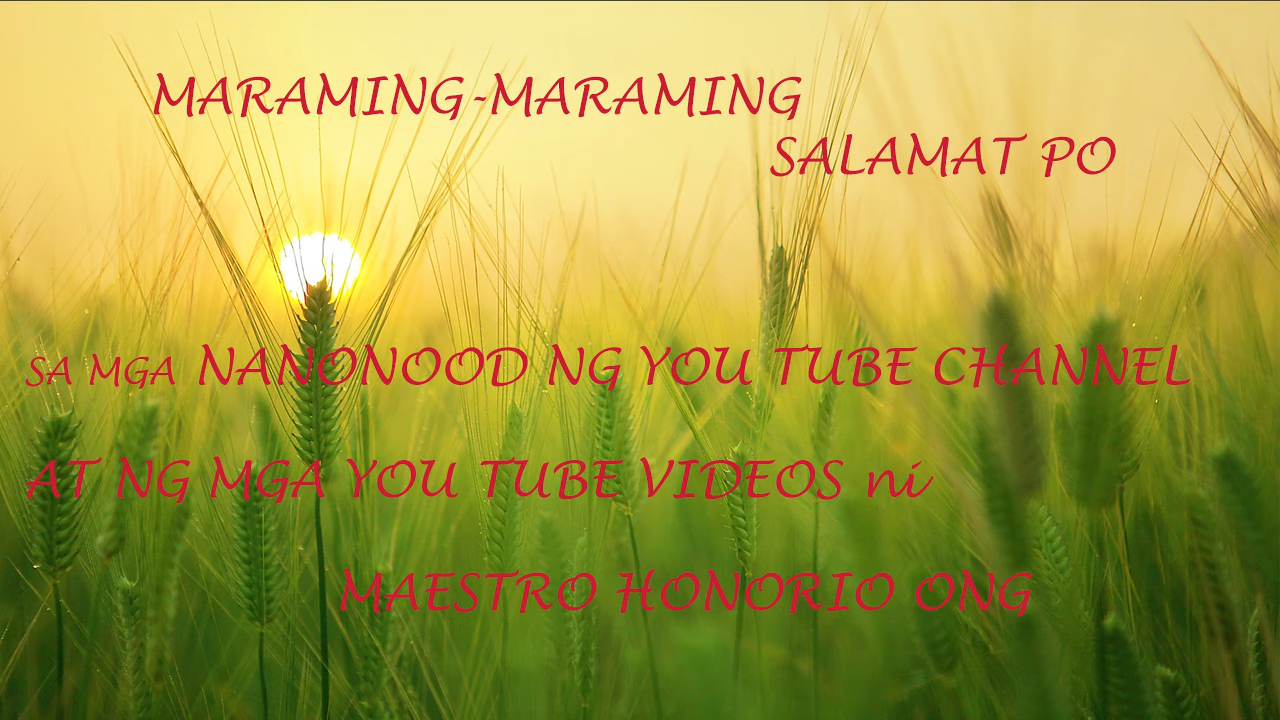 MARAMING-MARAMING
SALAMAT PO
SA MGA NANONOOD NG YOU TUBE CHANNEL
AT NG MGA YOU TUBE VIDEOS ni
MAESTRO HONORIO ONG